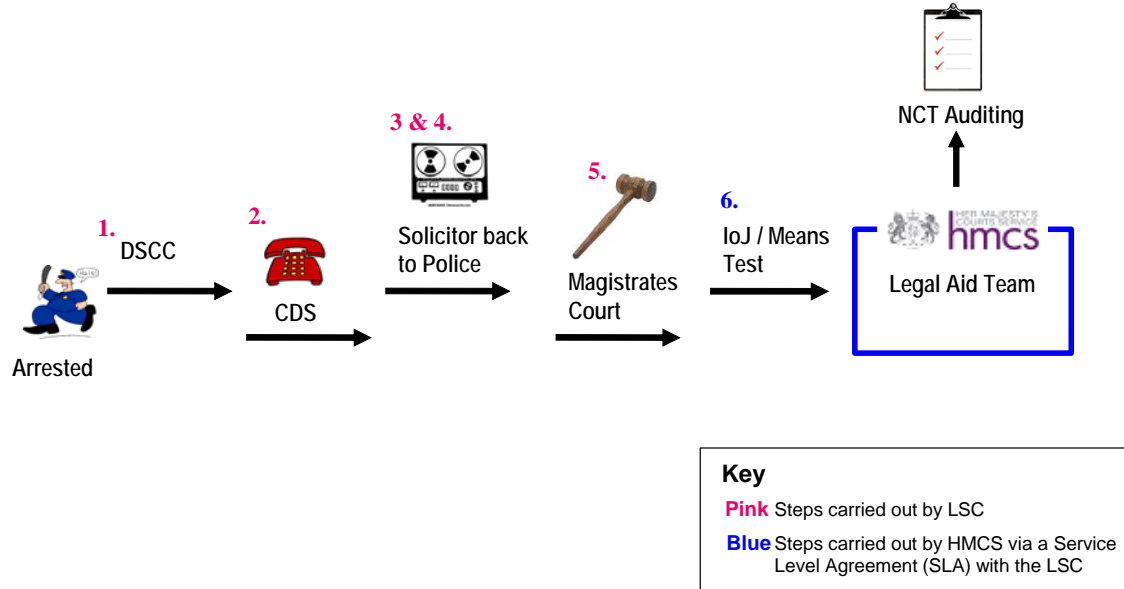 NCT Auditing
3 & 4.
5.
6.
1.
2.
DSCC
CDS
Solicitor back
to Police
Magistrates
Court
IoJ / Means
Test
HER MAJESTY'S
COURTS SERVICE
hmcs
Legal Aid Team
Arrested
Key
Pink Steps carried out by LSC
Blue Steps carried out by HMCS via a Service
Level Agreement (SLA) with the LSC